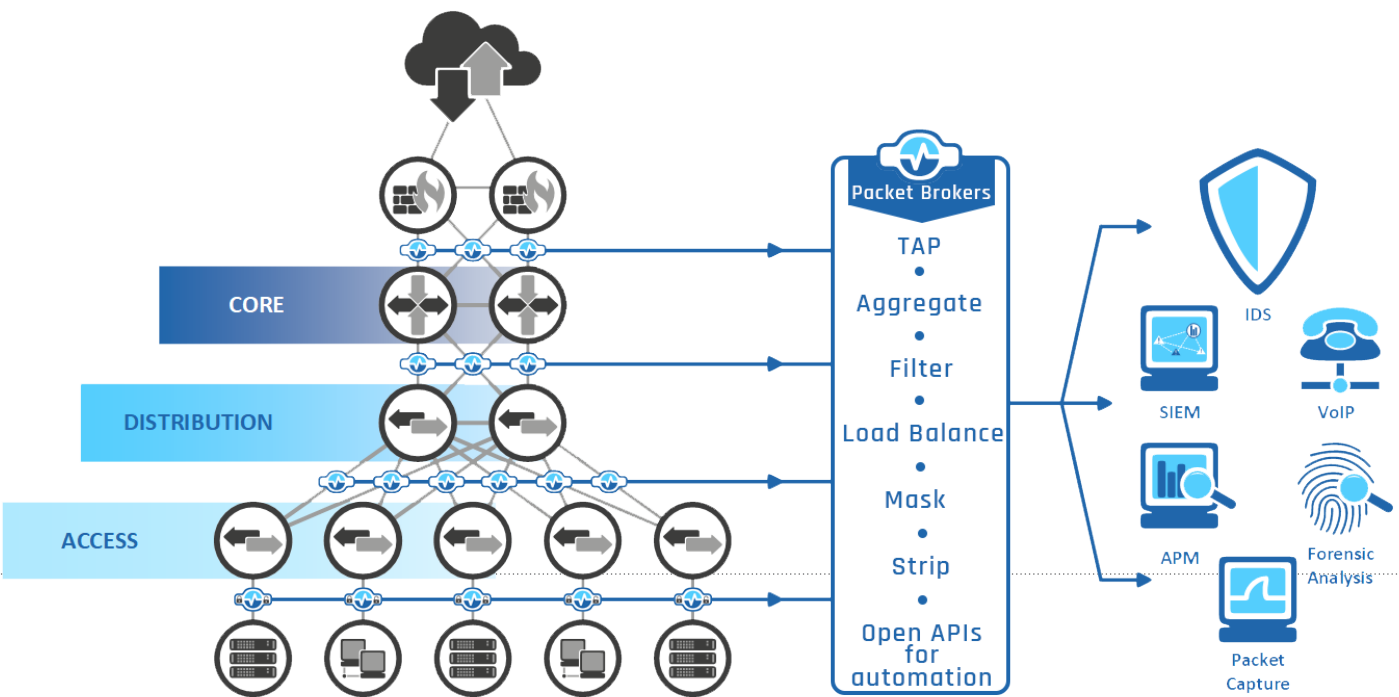 CORE
DISTRIBUTION
ACCESS
Packet Brokers
TAP
Aggregate
Filter
Load Balance
Mask
Strip
Open APIs
for
automation
IDS
SIEM
VoIP
APM
Forensic
Analysis
Packet
Capture